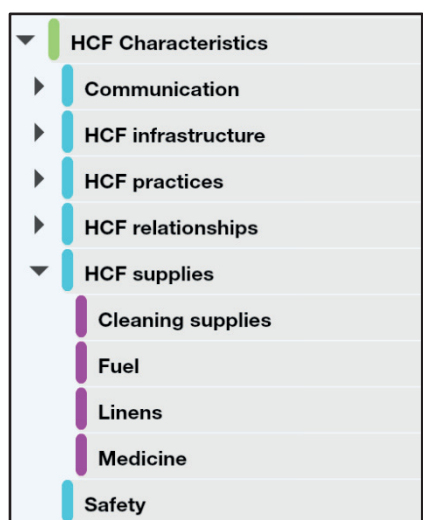 HCF Characteristics
Communication
HCF infrastructure
HCF practices
HCF relationships
HCF supplies
Cleaning supplies
Fuel
Linens
Medicine
Safety